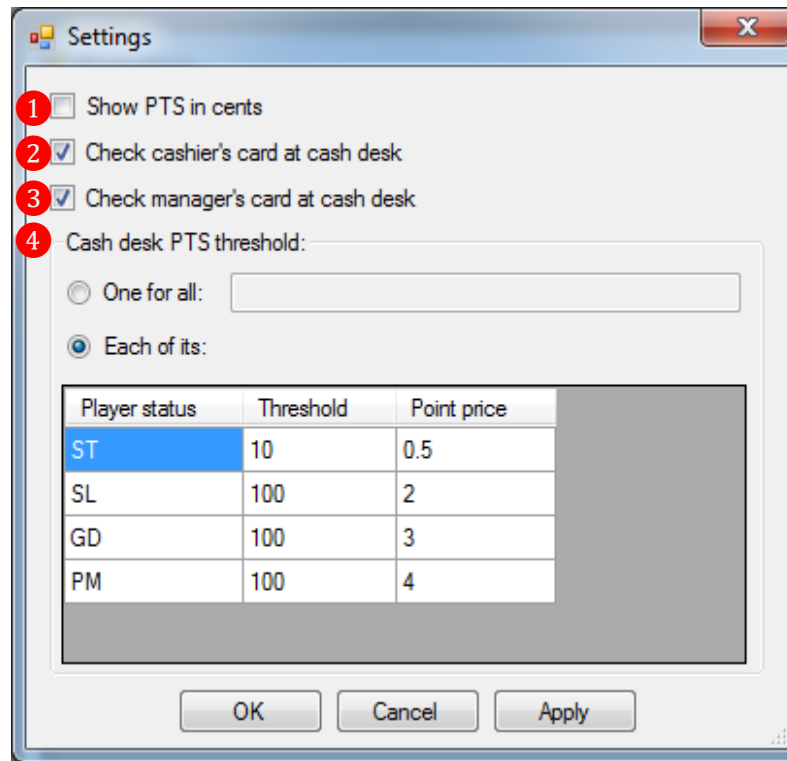 Settings
1 Show PTS in cents
2 Check cashier's card at cash desk
3 Check manager's card at cash desk
4 Cash desk PTS threshold:
One for all:
Each of its:
Player status Threshold Point price
ST 10 0.5
SL 100 2
GD 100 3
PM 100 4
OK Cancel Apply